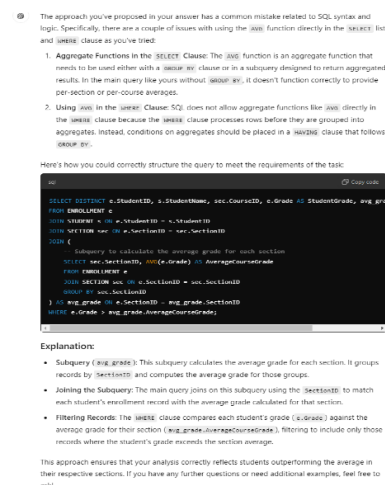 The approach you've proposed in your answer has a common mistake related to SQL syntax and
logic. Specifically, there are a couple of issues with using the AVG function directly in the SELECT list
and WHERE clause as you've tried:
1. Aggregate Functions in the SELECT Clause: The AVG function is an aggregate function that
needs to be used either with a GROUP BY clause or in a subquery designed to return aggregated
results. In the main query like yours without GROUP BY, it doesn't function correctly to provide
per-section or per-course averages.
2. Using AVG in the WHERE Clause: SQL does not allow aggregate functions like AVG directly in
the WHERE clause because the WHERE clause processes rows before they are grouped into
aggregates. Instead, conditions on aggregates should be placed in a HAVING clause that follows
GROUP BY.
Here's how you could correctly structure the query to meet the requirements of the task:
sql
Copy code
SELECT DISTINCT e.StudentID, s.StudentName, sec.CourseID, e.Grade AS StudentGrade, avg_gra
FROM ENROLLMENT e
JOIN STUDENT s ON e.StudentID = s.StudentID
JOIN SECTION sec ON e.SectionID = sec.SectionID
JOIN (
-- Subquery to calculate the average grade for each section
SELECT sec.SectionID, AVG(e.Grade) AS AverageCourseGrade
FROM ENROLLMENT e
JOIN SECTION sec ON e.SectionID = sec.SectionID
GROUP BY sec.SectionID
) AS avg_grade ON e.SectionID = avg_grade.SectionID
WHERE e.Grade > avg_grade.AverageCourseGrade;
Explanation:
• Subquery (avg_grade): This subquery calculates the average grade for each section. It groups
records by SectionID and computes the average grade for those groups.
• Joining the Subquery: The main query joins on this subquery using the SectionID to match
each student's enrollment record with the average grade calculated for that section.
• Filtering Records: The WHERE clause compares each student's grade (e.Grade) against the
average grade for their section (avg_grade.AverageCourseGrade), filtering to include only those
records where the student's grade exceeds the section average.
This approach ensures that your analysis correctly reflects students outperforming the average in
their respective sections. If you have any further questions or need additional examples, feel free to